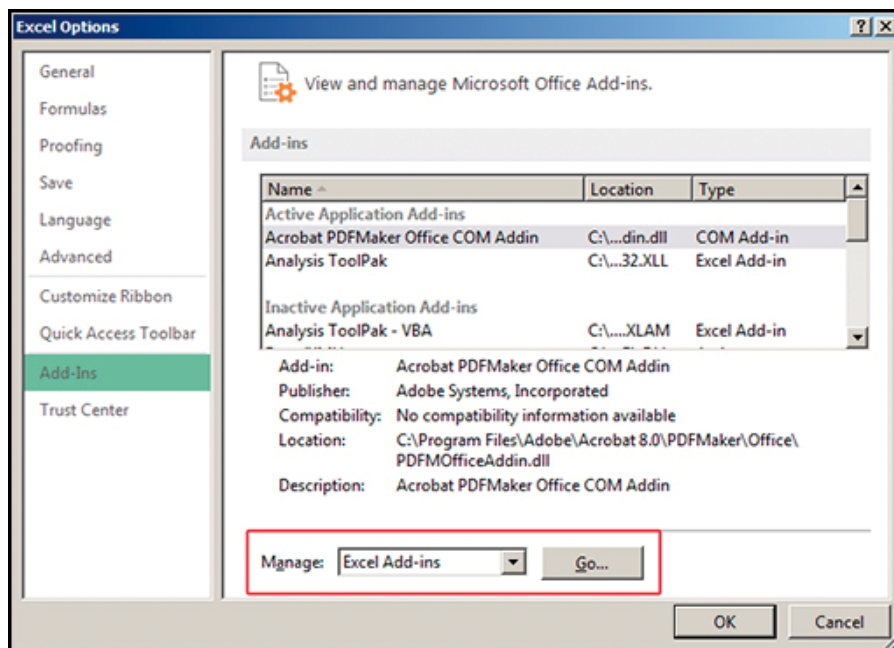 Excel Options
General
Formulas
Proofing
Save
Language
Advanced
Customize Ribbon
Quick Access Toolbar
Add-Ins
Trust Center
View and manage Microsoft Office Add-ins.
Add-ins
Name Location Type
Active Application Add-ins
Acrobat PDFMaker Office COM Addin C:\...din.dll COM Add-in
Analysis ToolPak C:\...32.XLL Excel Add-in
Inactive Application Add-ins
Analysis ToolPak - VBA C:\....XLAM Excel Add-in
Add-in: Acrobat PDFMaker Office COM Addin
Publisher: Adobe Systems, Incorporated
Compatibility: No compatibility information available
Location: C:\Program Files\Adobe\Acrobat 8.0\PDFMaker\Office\
PDFMOfficeAddin.dll
Description: Acrobat PDFMaker Office COM Addin
Manage: Excel Add-ins Go...
OK Cancel